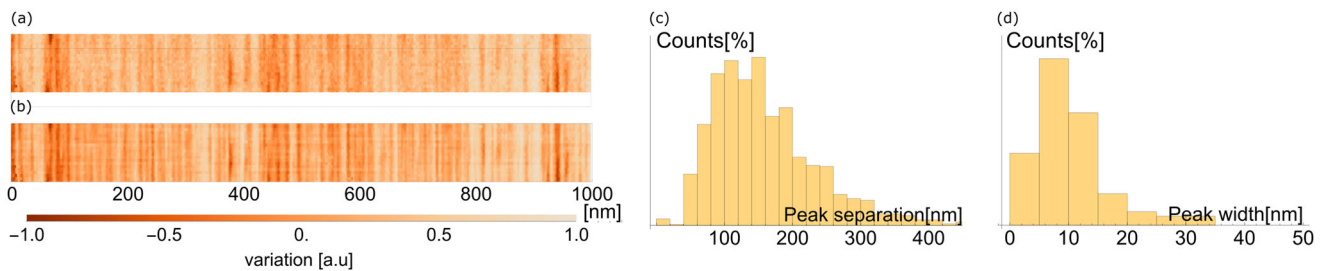 (a)
(b)
0 200 400 600 800 1000
[nm]
−1.0 −0.5 0. 0.5 1.0
variation [a.u]
(c)
Counts[%]
Peak separation[nm]
100 200 300 400
(d)
Counts[%]
Peak width[nm]
0 10 20 30 40 50